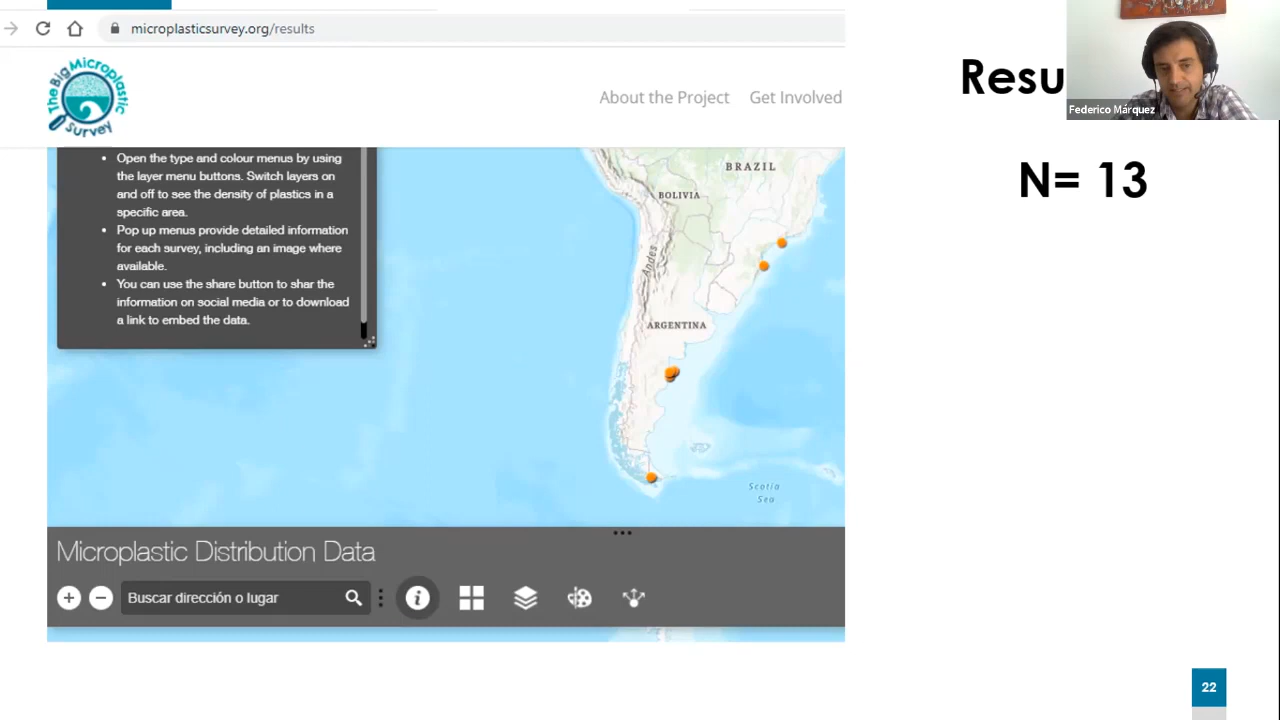 microplasticsurvey.org/results
The Big Microplastic Survey
About the Project
Get Involved
Resu
Federico Márquez
N= 13
• Open the type and colour menus by using
the layer menu buttons. Switch layers on
and off to see the density of plastics in a
specific area.
• Pop up menus provide detailed information
for each survey, including an image where
available.
• You can use the share button to shar the
information on social media or to download
a link to embed the data.
BRAZIL
BOLIVIA
Andes
ARGENTINA
Scotia
Sea
Microplastic Distribution Data
Buscar dirección o lugar
22